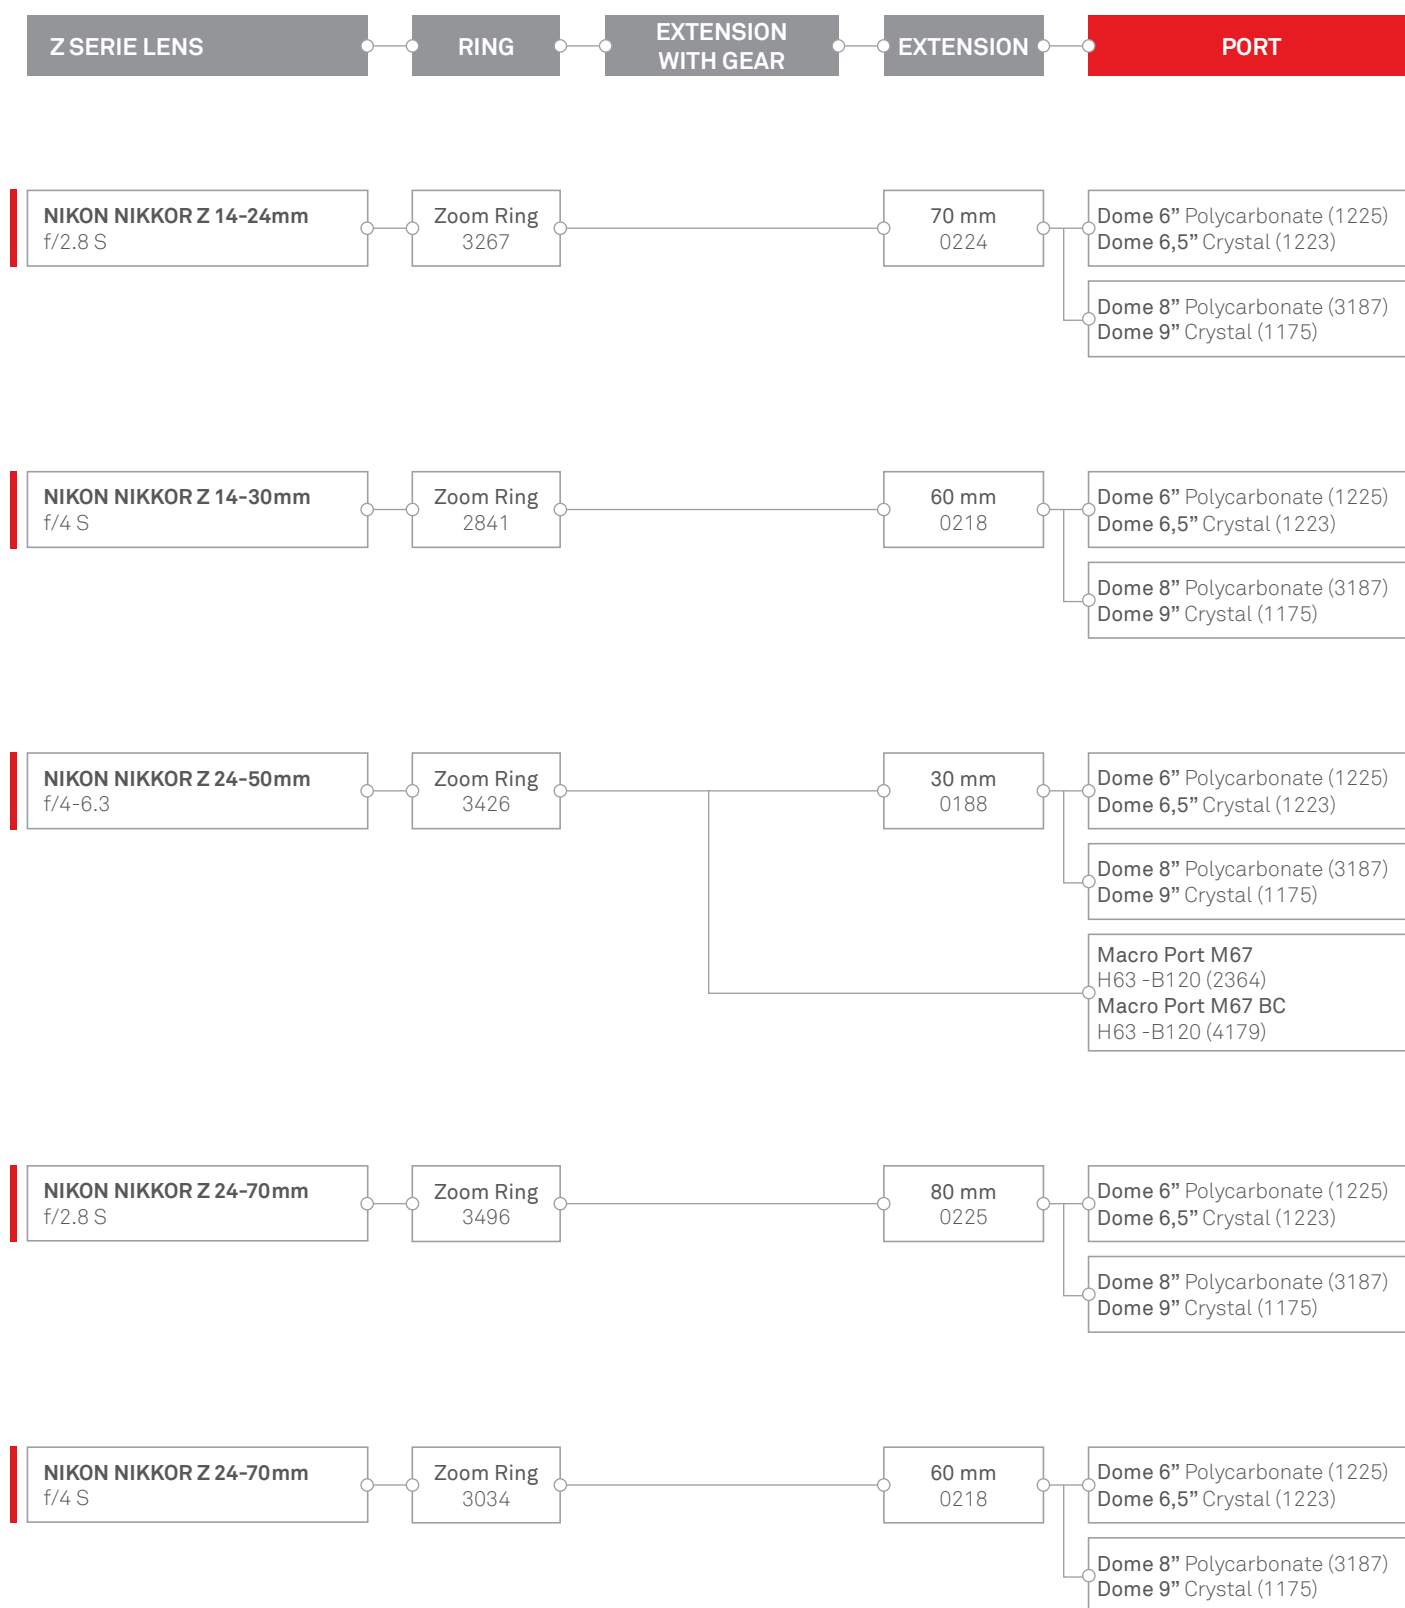 Z SERIE LENS
RING
EXTENSION
WITH GEAR
EXTENSION
PORT
NIKON NIKKOR Z 14-24mm
f/2.8 S
Zoom Ring
3267
70 mm
0224
Dome 6” Polycarbonate (1225)
Dome 6,5” Crystal (1223)
Dome 8” Polycarbonate (3187)
Dome 9” Crystal (1175)
NIKON NIKKOR Z 14-30mm
f/4 S
Zoom Ring
2841
60 mm
0218
Dome 6” Polycarbonate (1225)
Dome 6,5” Crystal (1223)
Dome 8” Polycarbonate (3187)
Dome 9” Crystal (1175)
NIKON NIKKOR Z 24-50mm
f/4-6.3
Zoom Ring
3426
30 mm
0188
Dome 6” Polycarbonate (1225)
Dome 6,5” Crystal (1223)
Dome 8” Polycarbonate (3187)
Dome 9” Crystal (1175)
Macro Port M67
H63 -B120 (2364)
Macro Port M67 BC
H63 -B120 (4179)
NIKON NIKKOR Z 24-70mm
f/2.8 S
Zoom Ring
3496
80 mm
0225
Dome 6” Polycarbonate (1225)
Dome 6,5” Crystal (1223)
Dome 8” Polycarbonate (3187)
Dome 9” Crystal (1175)
NIKON NIKKOR Z 24-70mm
f/4 S
Zoom Ring
3034
60 mm
0218
Dome 6” Polycarbonate (1225)
Dome 6,5” Crystal (1223)
Dome 8” Polycarbonate (3187)
Dome 9” Crystal (1175)